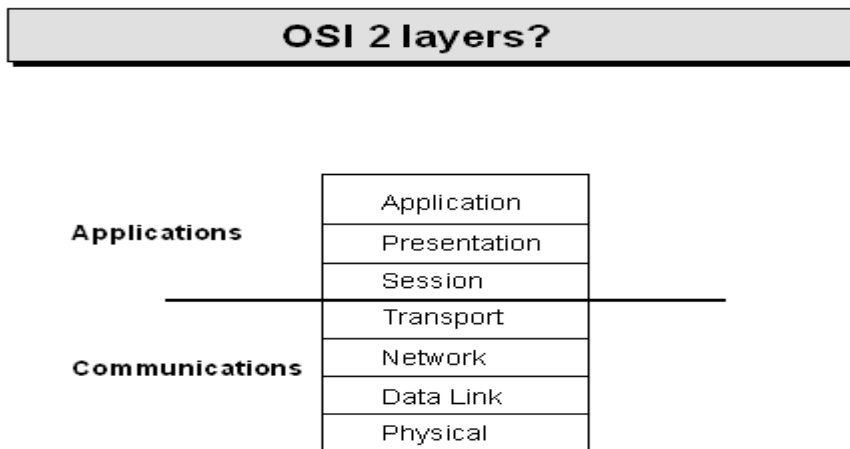 OSI 2 layers?
Application
Applications
Presentation
Session
Transport
Network
Communications
Data Link
Physical